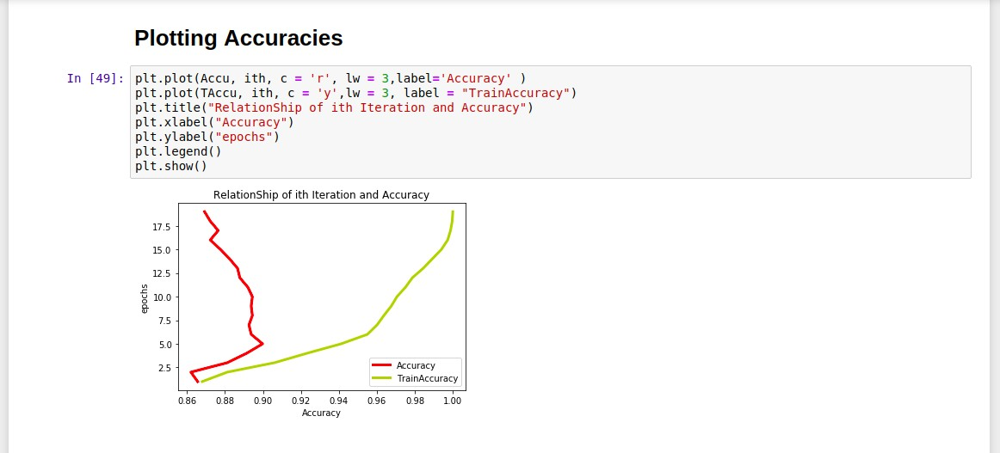 Plotting Accuracies
In [49]:
plt.plot(Accu, ith, c = 'r', lw = 3,label='Accuracy' )
plt.plot(TAccu, ith, c = 'y',lw = 3, label = "TrainAccuracy")
plt.title("RelationShip of ith Iteration and Accuracy")
plt.xlabel("Accuracy")
plt.ylabel("epochs")
plt.legend()
plt.show()
RelationShip of ith Iteration and Accuracy
17.5
15.0
12.5
10.0
7.5
5.0
2.5
epochs
Accuracy
TrainAccuracy
0.86 0.88 0.90 0.92 0.94 0.96 0.98 1.00
Accuracy